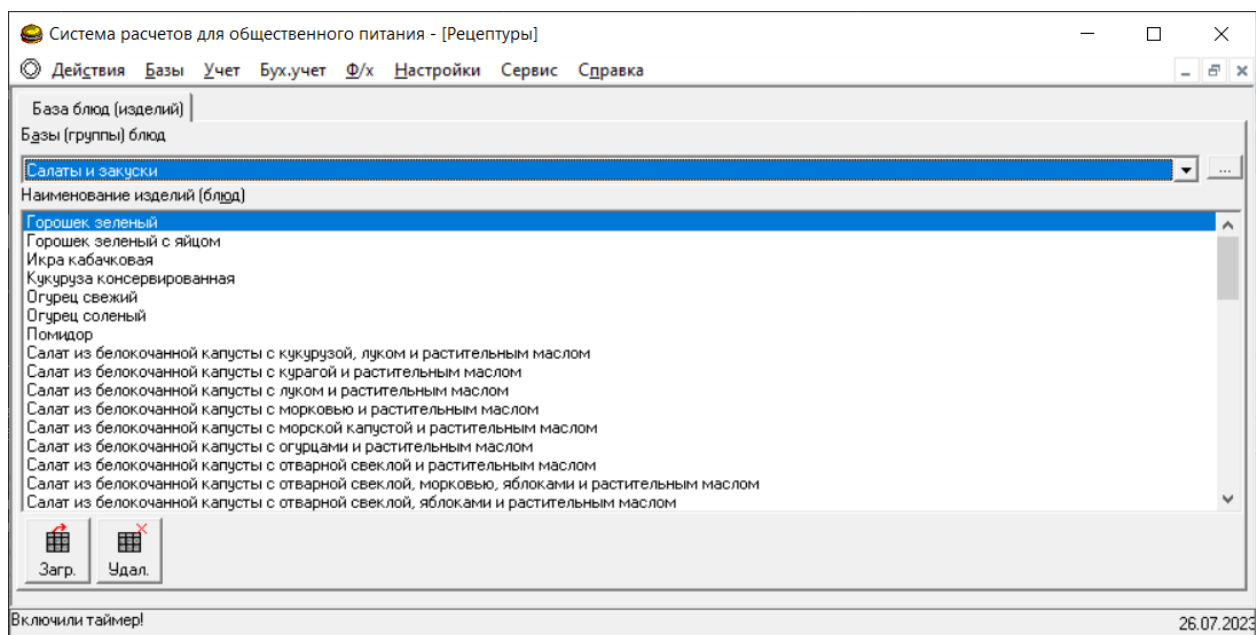 Система расчетов для общественного питания - [Рецептуры]
Действия Базы Учет Бух.учет Ф/х Настройки Сервис Справка
База блюд (изделий)
Базы (группы) блюд
Салаты и закуски
...
Наименование изделий (блюд)
Горошек зеленый
Горошек зеленый с яйцом
Икра кабачковая
Кукуруза консервированная
Огурец свежий
Огурец соленый
Помидор
Салат из белокочанной капусты с кукурузой, луком и растительным маслом
Салат из белокочанной капусты с курагой и растительным маслом
Салат из белокочанной капусты с луком и растительным маслом
Салат из белокочанной капусты с морковью и растительным маслом
Салат из белокочанной капусты с морской капустой и растительным маслом
Салат из белокочанной капусты с огурцами и растительным маслом
Салат из белокочанной капусты с отварной свеклой и растительным маслом
Салат из белокочанной капусты с отварной свеклой, морковью, яблоками и растительным маслом
Салат из белокочанной капусты с отварной свеклой, яблоками и растительным маслом
Загр. Удал.
Включили таймер! 26.07.2023